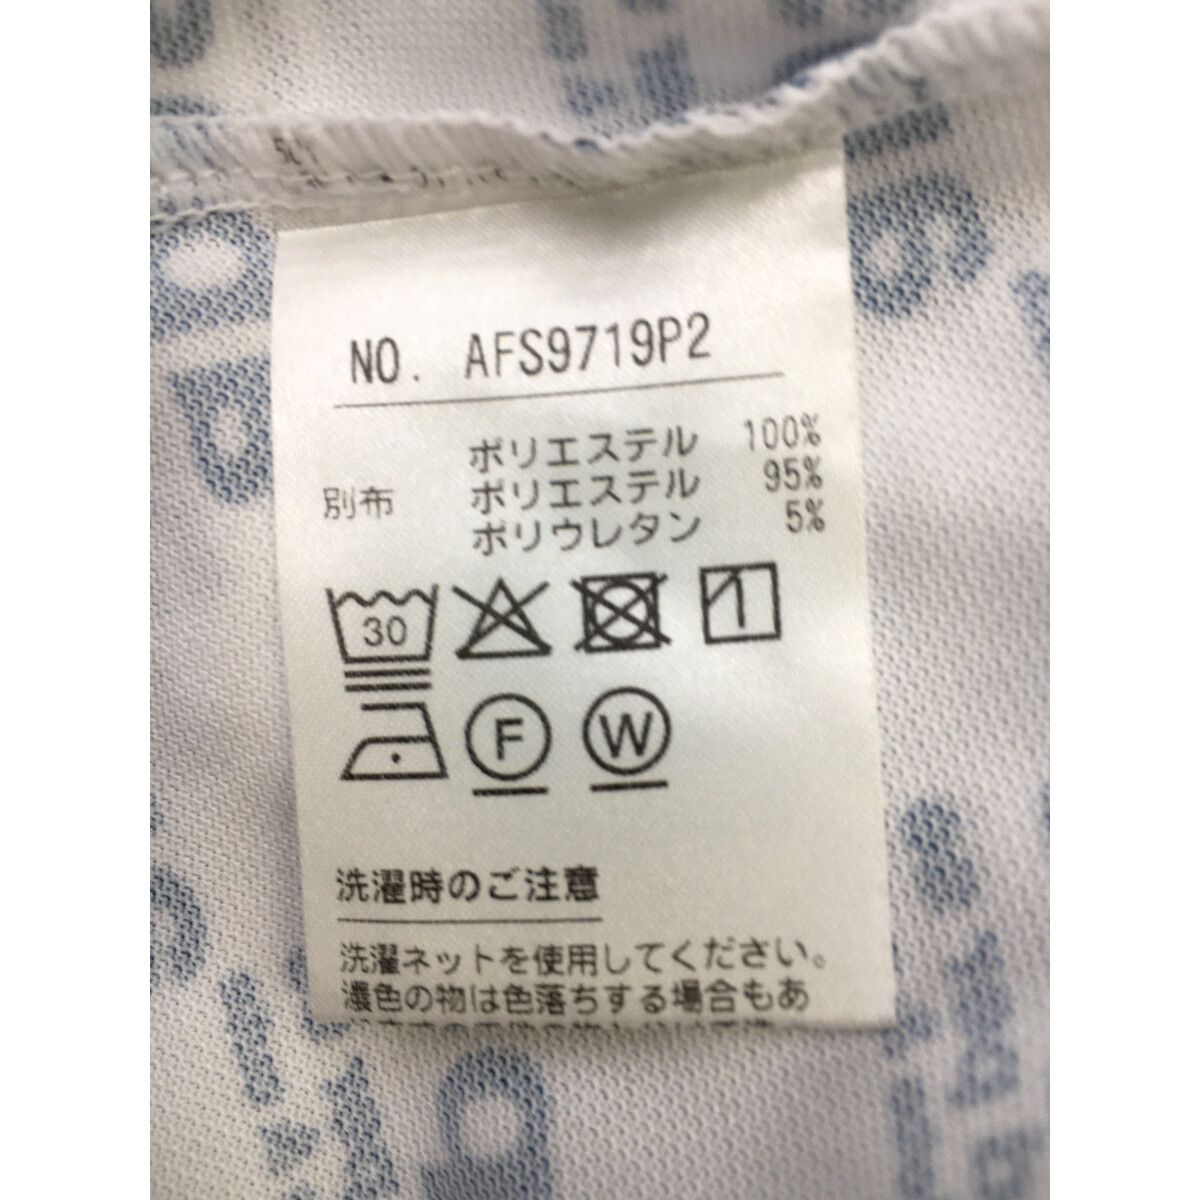 NO. AFS9719P2
ポリエステル 100%
別布 ポリエステル 95%
ポリウレタン 5%
30
F W
洗濯時のご注意
洗濯ネットを使用してください。
濃色の物は色落ちする場合もあ